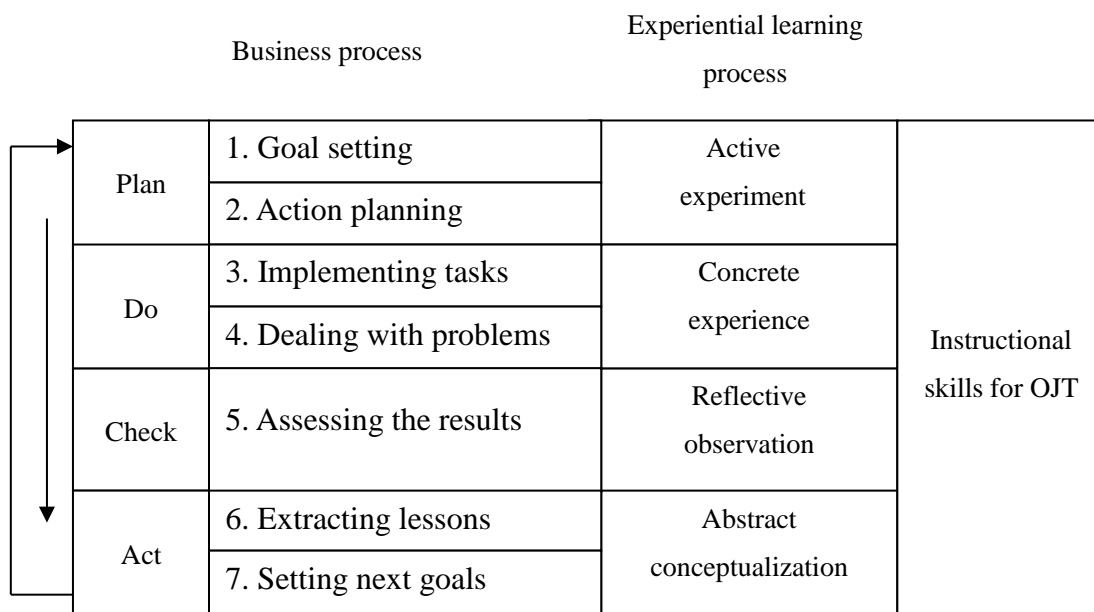 Business process
Experiential learning
process
Plan
1. Goal setting
2. Action planning
Active
experiment
Do
3. Implementing tasks
4. Dealing with problems
Concrete
experience
Check
5. Assessing the results
Reflective
observation
Act
6. Extracting lessons
7. Setting next goals
Abstract
conceptualization
Instructional
skills for OJT